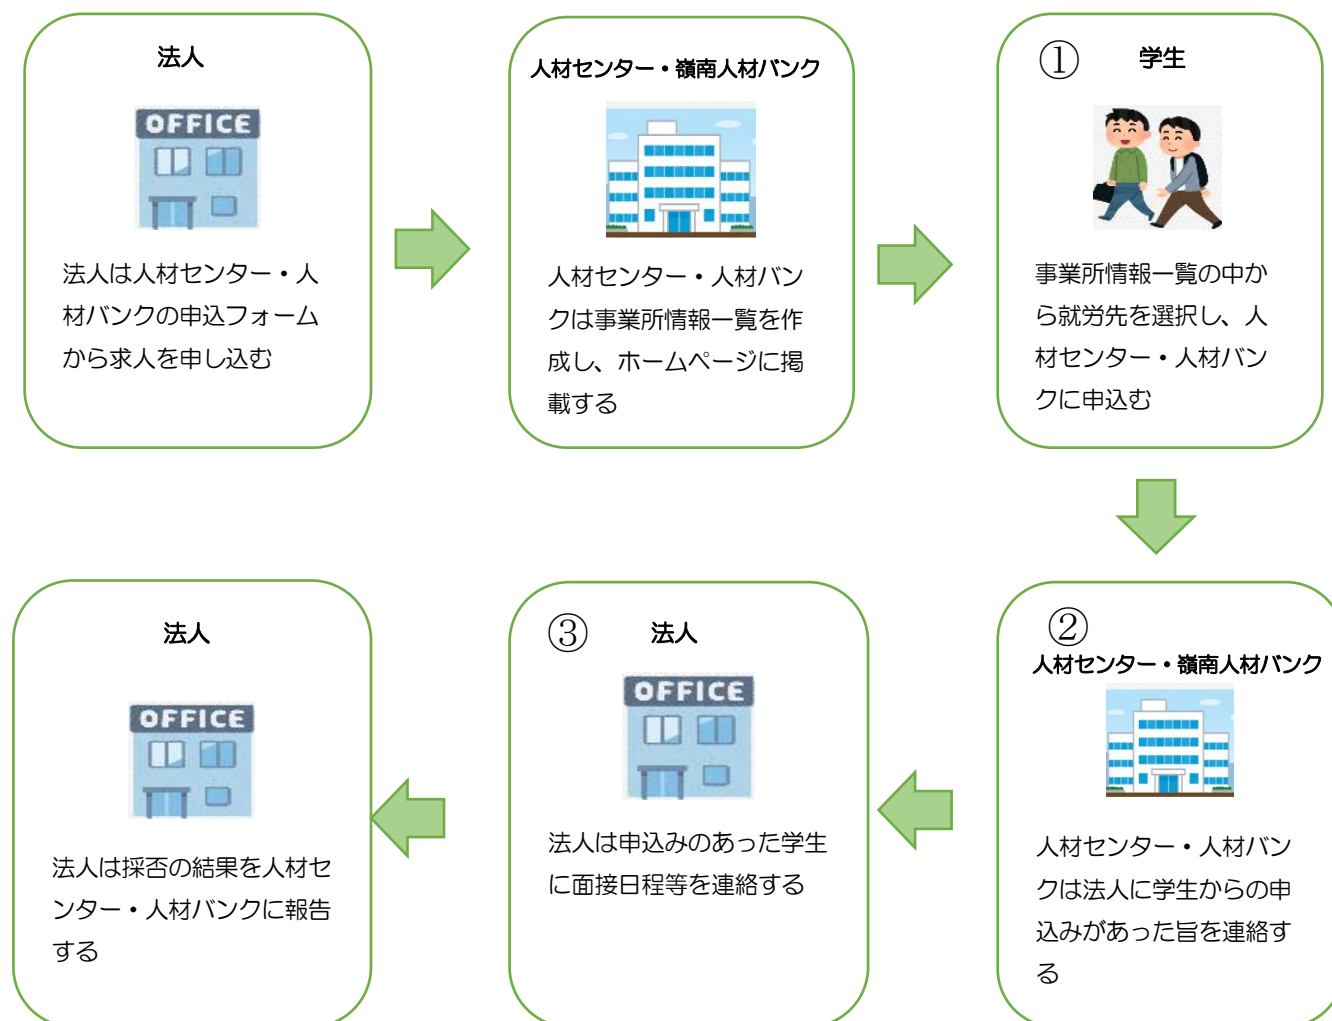 法人
OFFICE
法人は人材センター・人
材バンクの申込フォーム
から求人を申し込む
人材センター・嶺南人材バンク
人材センター・人材バン
クは事業所情報一覧を作
成し、ホームページに掲
載する
① 学生
事業所情報一覧の中か
ら就労先を選択し、人
材センター・人材バン
クに申込む
②
人材センター・嶺南人材バンク
人材センター・人材バン
クは法人に学生からの申
込みがあった旨を連絡す
る
③ 法人
OFFICE
法人は申込みのあった学生
に面接日程等を連絡する
法人
OFFICE
法人は採否の結果を人材セ
ンター・人材バンクに報告
する